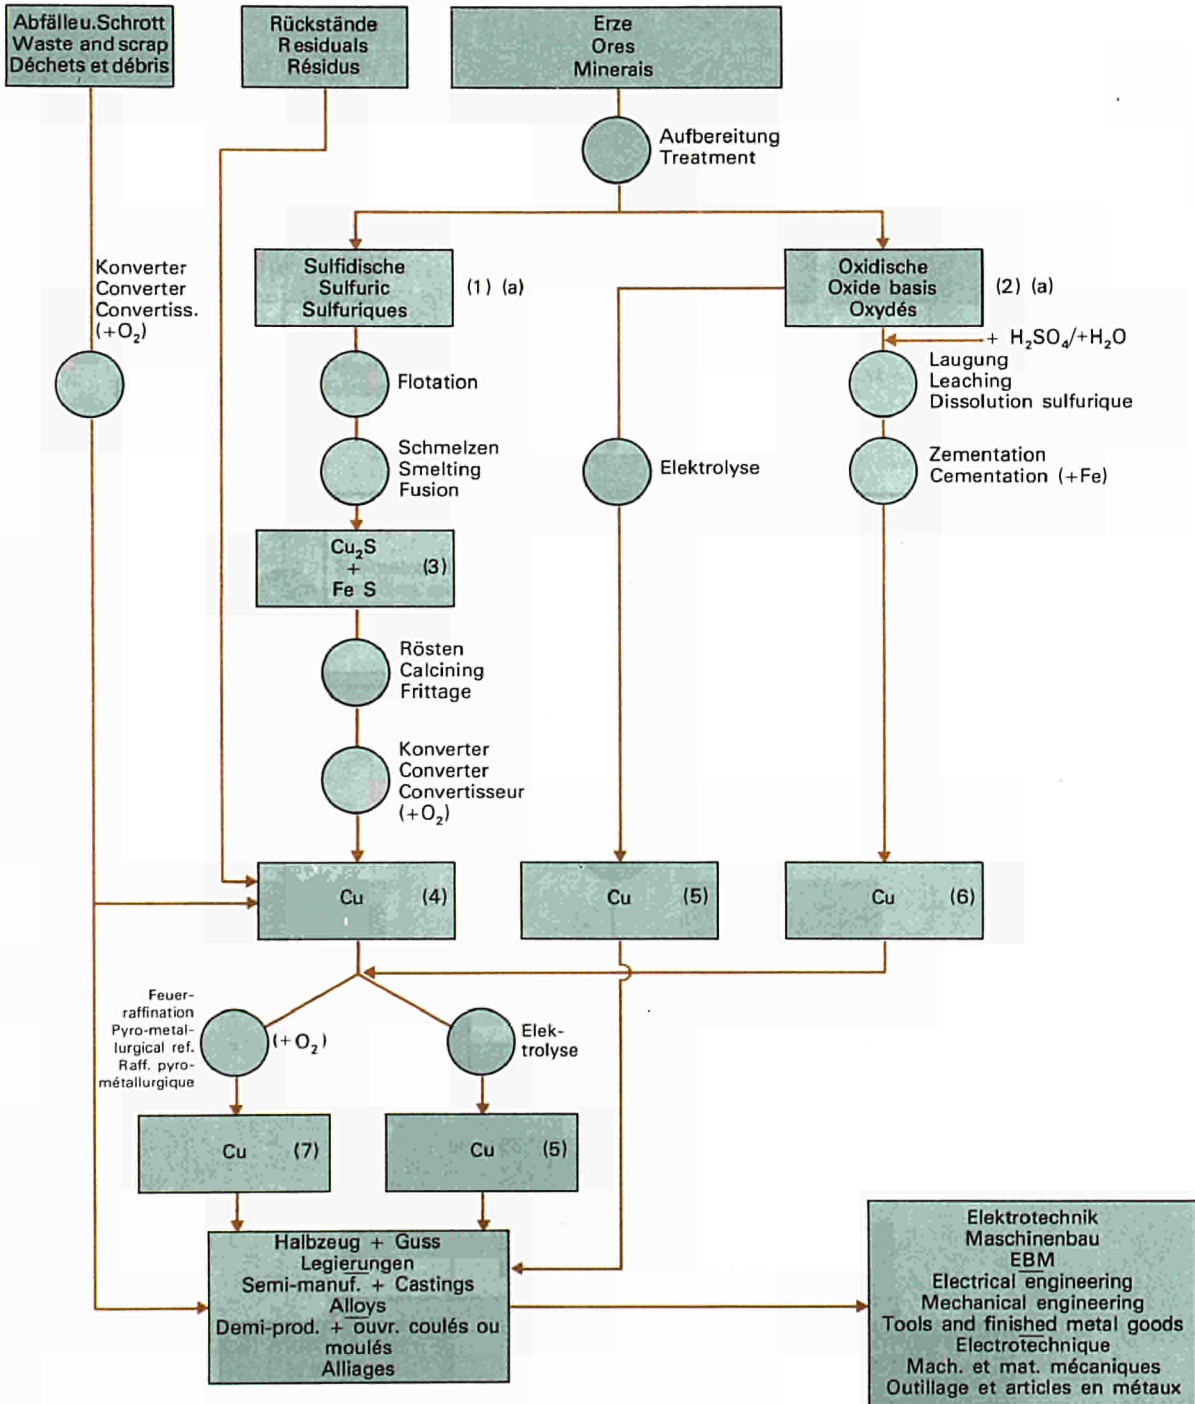 Abfälleu.Schrott
Waste and scrap
Déchets et débris
Rückstände
Residuals
Résidus
Erze
Ores
Minerais
Aufbereitung
Treatment
Konverter
Converter
Convertiss.
(+O₂)
Sulfidische
Sulfuric
Sulfuriques
(1) (a)
Oxidische
Oxide basis
Oxydés
(2) (a)
+ H₂SO₄/+H₂O
Flotation
Laugung
Leaching
Dissolution sulfurique
Schmelzen
Smelting
Fusion
Elektrolyse
Zementation
Cementation (+Fe)
Cu₂S
+
Fe S
(3)
Rösten
Calcining
Frittage
Konverter
Converter
Convertisseur
(+O₂)
Cu (4)
Cu (5)
Cu (6)
Feuer-
raffination
Pyro-metal-
lurgical ref.
Raff. pyro-
métallurgique
(+O₂)
Elek-
trolyse
Cu (7)
Cu (5)
Halbzeug + Guss
Legierungen
Semi-manuf. + Castings
Alloys
Demi-prod. + ouvr. coulés ou
moulés
Alliages
Elektrotechnik
Maschinenbau
EBM
Electrical engineering
Mechanical engineering
Tools and finished metal goods
Electrotechnique
Mach. et mat. mécaniques
Outillage et articles en métaux